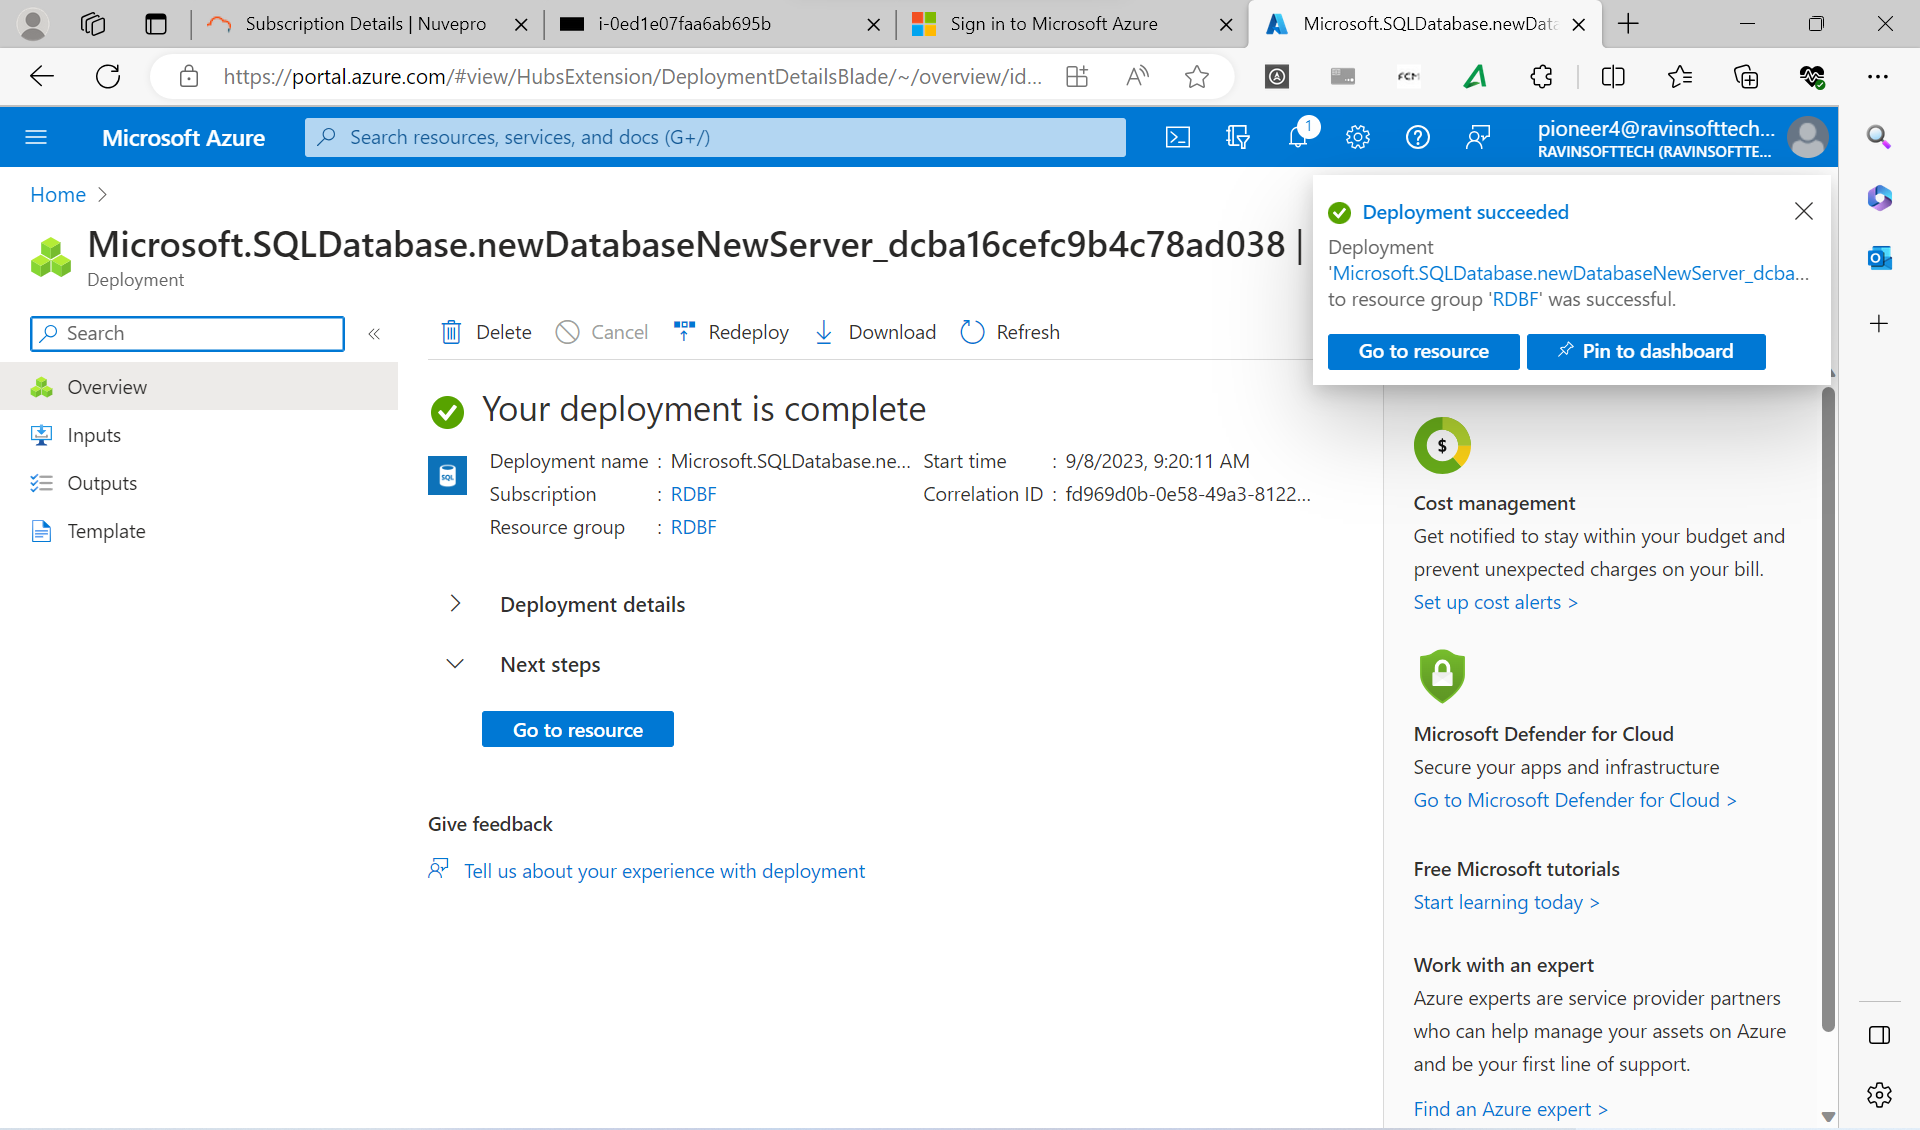 Subscription Details | Nuvepro
i-0ed1e07faa6ab695b
Sign in to Microsoft Azure
Microsoft.SQLDatabase.newData
https://portal.azure.com/#view/HubsExtension/DeploymentDetailsBlade/~/overview/id...
FCM
Microsoft Azure
Search resources, services, and docs (G+/)
1
pioneer4@ravinsofttech...
RAVINSOFTTECH (RAVINSOFTTE...
Home
Microsoft.SQLDatabase.newDatabaseNewServer_dcba16cefc9b4c78ad038 |
Deployment
Deployment succeeded
Deployment
'Microsoft.SQLDatabase.newDatabaseNewServer_dcba...
to resource group 'RDBF' was successful.
Go to resource
Pin to dashboard
Search
Delete
Cancel
Redeploy
Download
Refresh
Overview
Inputs
Outputs
Template
Your deployment is complete
SQL
Deployment name : Microsoft.SQLDatabase.ne...
Subscription : RDBF
Resource group : RDBF
Start time : 9/8/2023, 9:20:11 AM
Correlation ID : fd969d0b-0e58-49a3-8122...
Deployment details
Next steps
Go to resource
Give feedback
Tell us about your experience with deployment
$
Cost management
Get notified to stay within your budget and
prevent unexpected charges on your bill.
Set up cost alerts >
Microsoft Defender for Cloud
Secure your apps and infrastructure
Go to Microsoft Defender for Cloud >
Free Microsoft tutorials
Start learning today >
Work with an expert
Azure experts are service provider partners
who can help manage your assets on Azure
and be your first line of support.
Find an Azure expert >